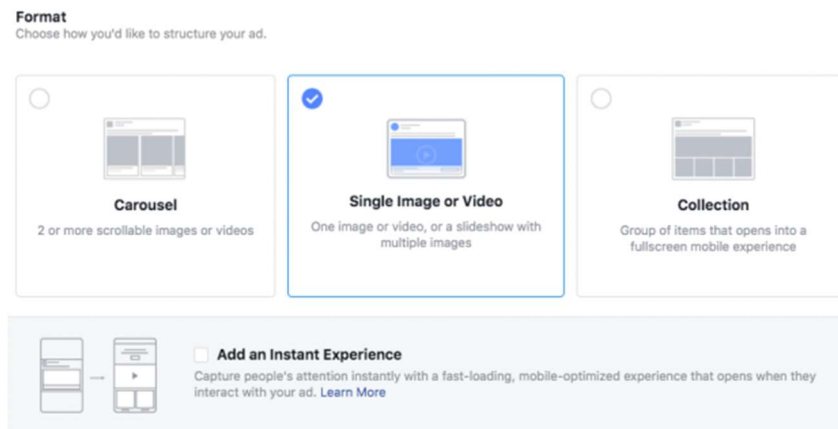 Format
Choose how you'd like to structure your ad.
Carousel
2 or more scrollable images or videos
Single Image or Video
One image or video, or a slideshow with
multiple images
Collection
Group of items that opens into a
fullscreen mobile experience
Add an Instant Experience
Capture people's attention instantly with a fast-loading, mobile-optimized experience that opens when they
interact with your ad. Learn More